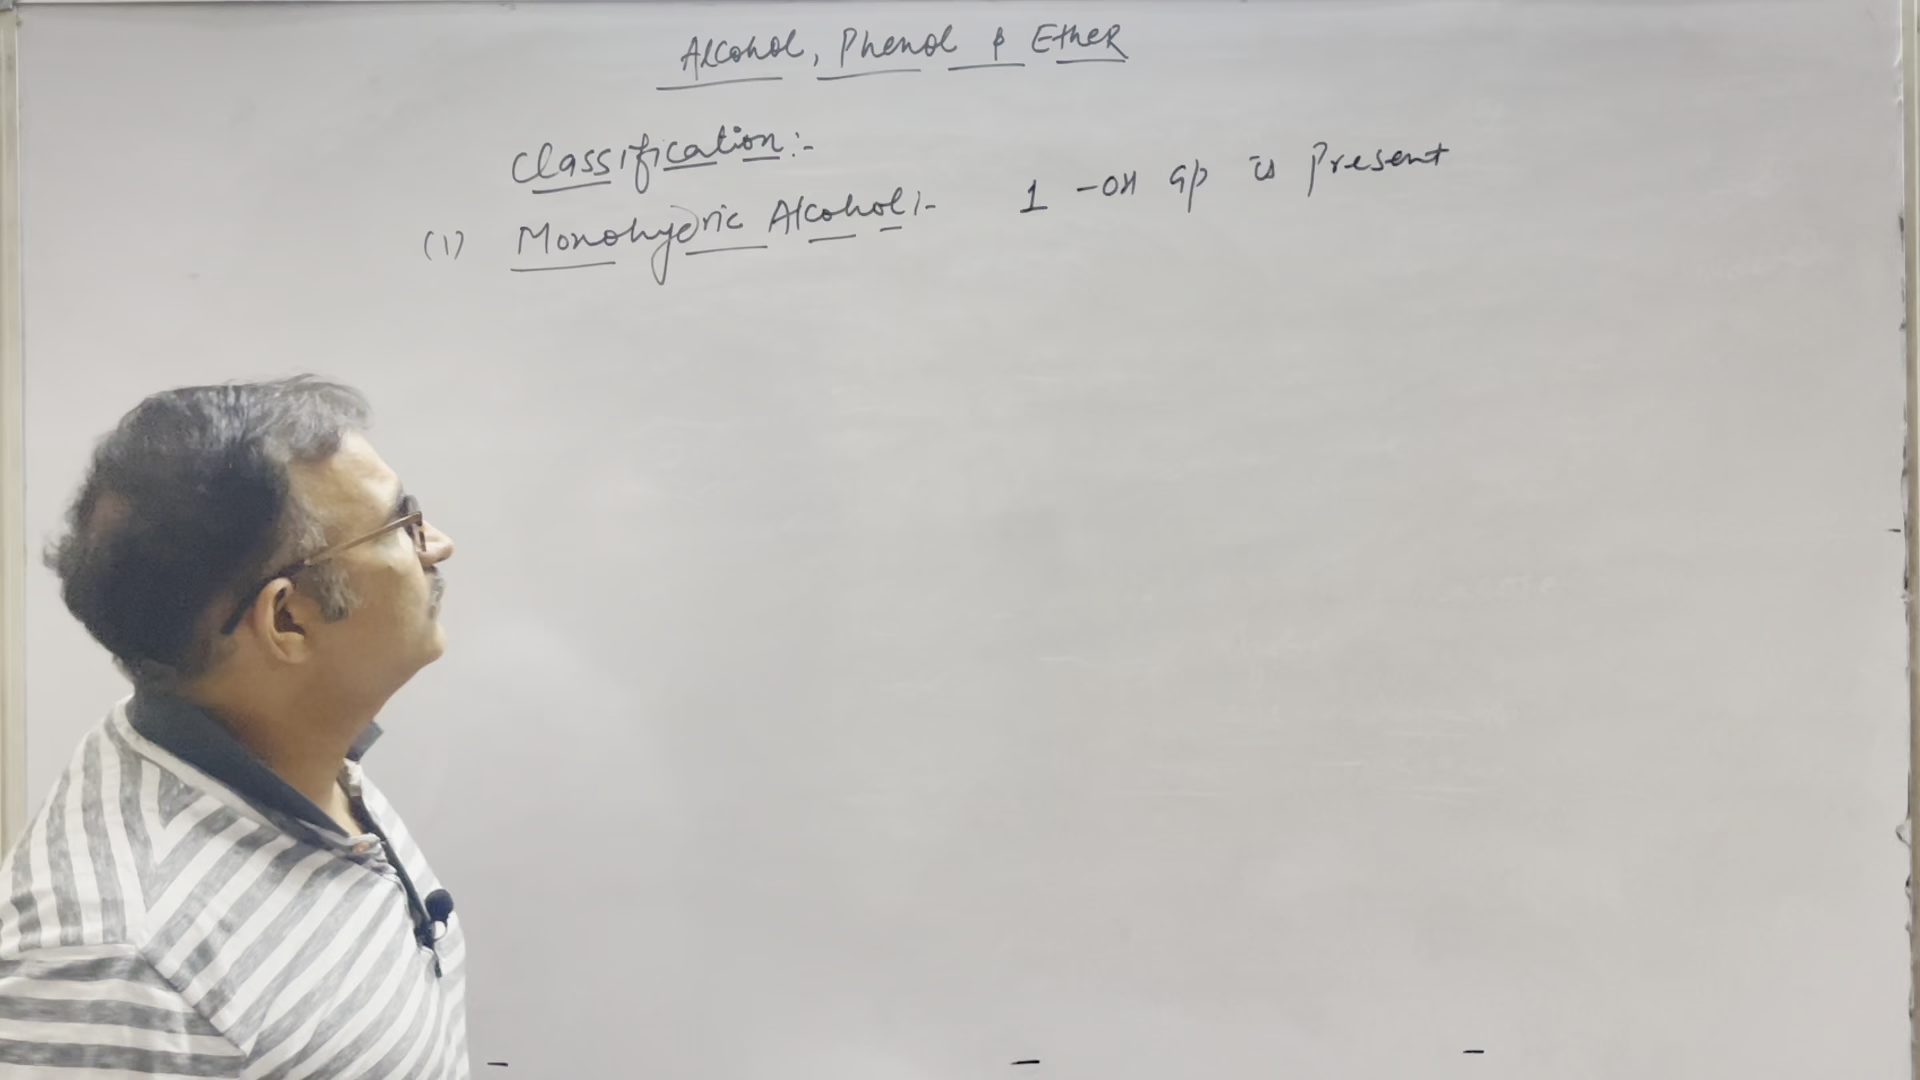 Alcohol, Phenol & Ether
Classification:-
(1) Monohydric Alcohol:- 1 -OH gp is Present